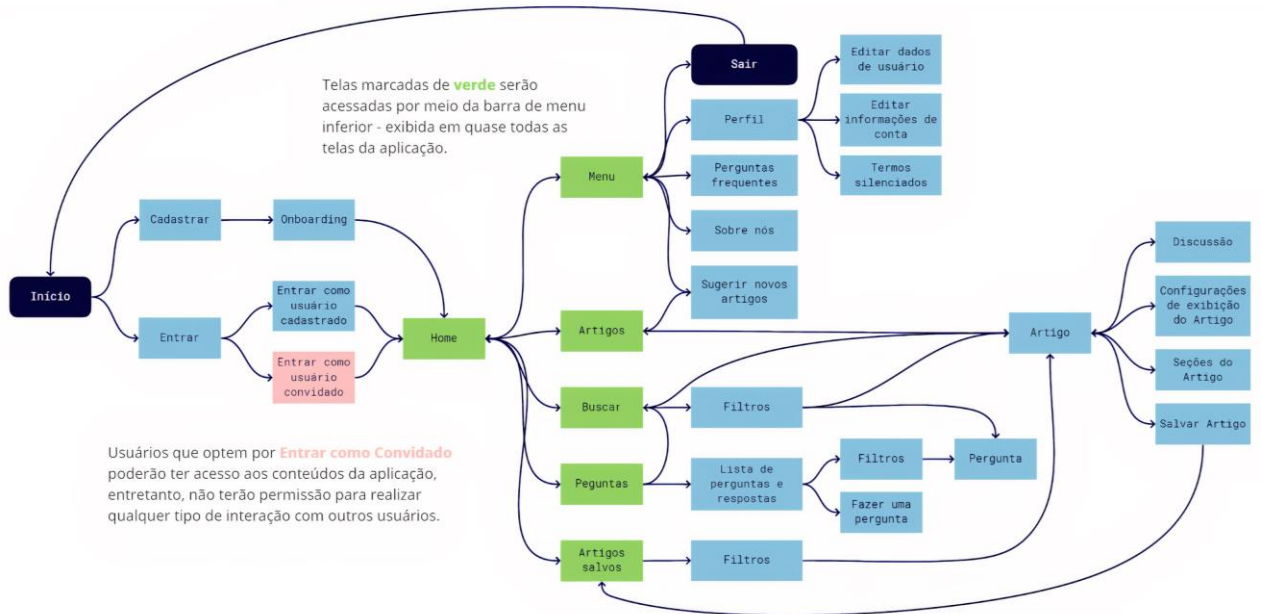 Sair
Editar dados
de usuário
Telas marcadas de verde serão
acessadas por meio da barra de menu
inferior - exibida em quase todas as
telas da aplicação.
Perfil
Editar
informações de
conta
Menu
Perguntas
frequentes
Termos
silenciados
Cadastrar
Onboarding
Sobre nós
Discussão
Início
Entrar como
usuário
cadastrado
Sugerir novos
artigos
Configurações
de exibição
do Artigo
Entrar
Home
Artigos
Artigo
Entrar como
usuário
convidado
Seções do
Artigo
Buscar
Filtros
Salvar Artigo
Usuários que optem por Entrar como Convidado
poderão ter acesso aos conteúdos da aplicação,
entretanto, não terão permissão para realizar
qualquer tipo de interação com outros usuários.
Peguntas
Lista de
perguntas e
respostas
Filtros
Pergunta
Fazer uma
pergunta
Artigos
salvos
Filtros